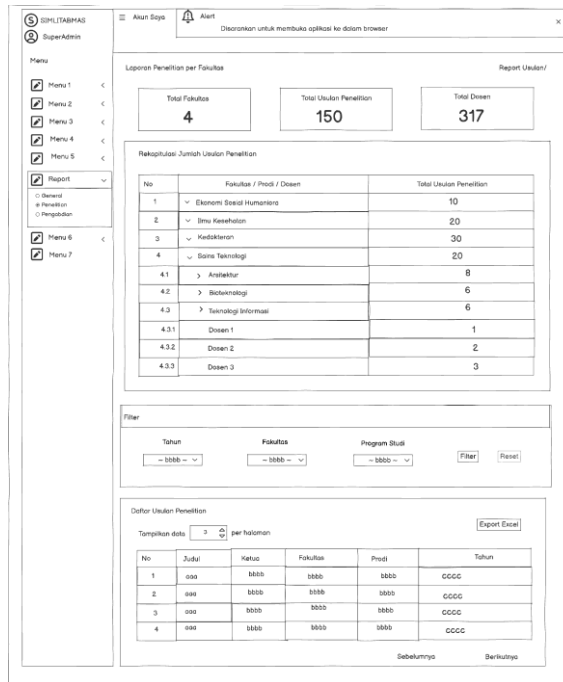 SIMLITABMAS
SuperAdmin
Akun Saya
Alert
Disarankan untuk membuka aplikasi ke dalam browser
×
Menu
Menu 1
Menu 2
Menu 3
Menu 4
Menu 5
Report
General
Penelitian
Pengabdian
Menu 6
Menu 7
Laporan Penelitian per Fakultas
Report Usulan/
Total Fakultas
4
Total Usulan Penelitian
150
Total Dosen
317
Rekapitulasi Jumlah Usulan Penelitian
No Fakultas / Prodi / Dosen Total Usulan Penelitian
1 Ekonomi Sosial Humaniora 10
2 Ilmu Kesehatan 20
3 Kedokteran 30
4 Sains Teknologi 20
4.1 Arsitektur 8
4.2 Bioteknologi 6
4.3 Teknologi Informasi 6
4.3.1 Dosen 1 1
4.3.2 Dosen 2 2
4.3.3 Dosen 3 3
Filter
Tahun Fakultas Program Studi
– bbbb – – bbbb – – bbbb – Filter Reset
Daftar Usulan Penelitian
Export Excel
Tampilkan data 3 per halaman
No Judul Ketua Fakultas Prodi Tahun
1 aaa bbbb bbbb bbbb cccc
2 aaa bbbb bbbb bbbb cccc
3 aaa bbbb bbbb bbbb cccc
4 aaa bbbb bbbb bbbb cccc
Sebelumnya Berikutnya